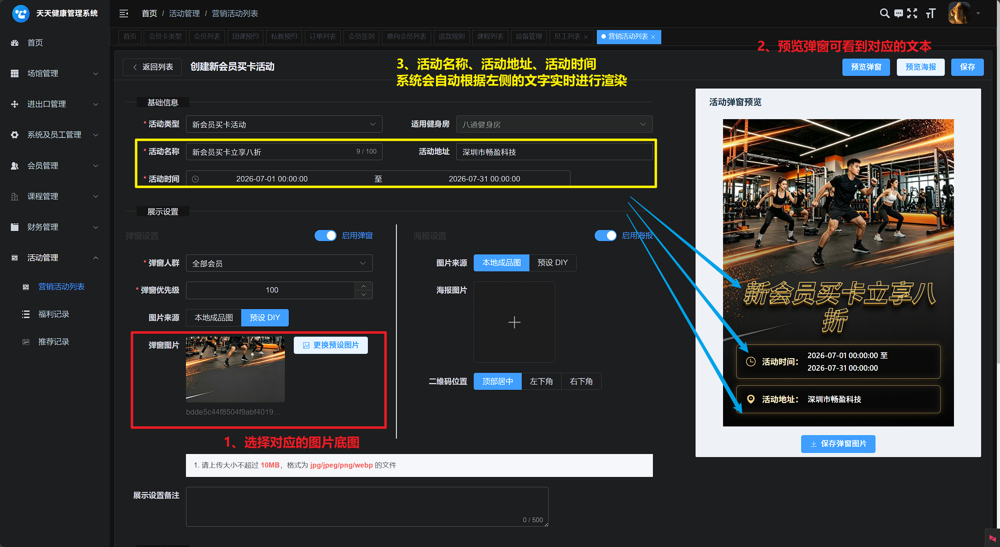 天天健康管理系统
首页 / 活动管理 / 营销活动列表
首页
会员卡类型
会员列表
团课预约
私教预约
订单列表
会员签到
意向会员列表
退款规则
课程列表
设备管理
员工列表
营销活动列表
首页
场馆管理
进出口管理
系统及员工管理
会员管理
课程管理
财务管理
活动管理
营销活动列表
福利记录
推荐记录
返回列表
创建新会员买卡活动
3、活动名称、活动地址、活动时间
系统会自动根据左侧的文字实时进行渲染
2、预览弹窗可看到对应的文本
预览弹窗
预览海报
保存
基础信息
* 活动类型
新会员买卡活动
适用健身房
八通健身房
* 活动名称
新会员买卡立享八折
9 / 100
活动地址
深圳市畅盈科技
* 活动时间
2026-07-01 00:00:00
至
2026-07-31 00:00:00
展示设置
弹窗设置
启用弹窗
* 弹窗人群
全部会员
* 弹窗优先级
100
图片来源
本地成品图
预设 DIY
弹窗图片
更换预设图片
bdde5c44f8504f9abf4019...
1、选择对应的图片底图
海报设置
启用海报
图片来源
本地成品图
预设 DIY
海报图片
二维码位置
顶部居中
左下角
右下角
1. 请上传大小不超过 10MB，格式为 jpg/jpeg/png/webp 的文件
展示设置备注
0 / 500
活动弹窗预览
新会员买卡立享八
折
活动时间：
2026-07-01 00:00:00 至
2026-07-31 00:00:00
活动地址：
深圳市畅盈科技
保存弹窗图片